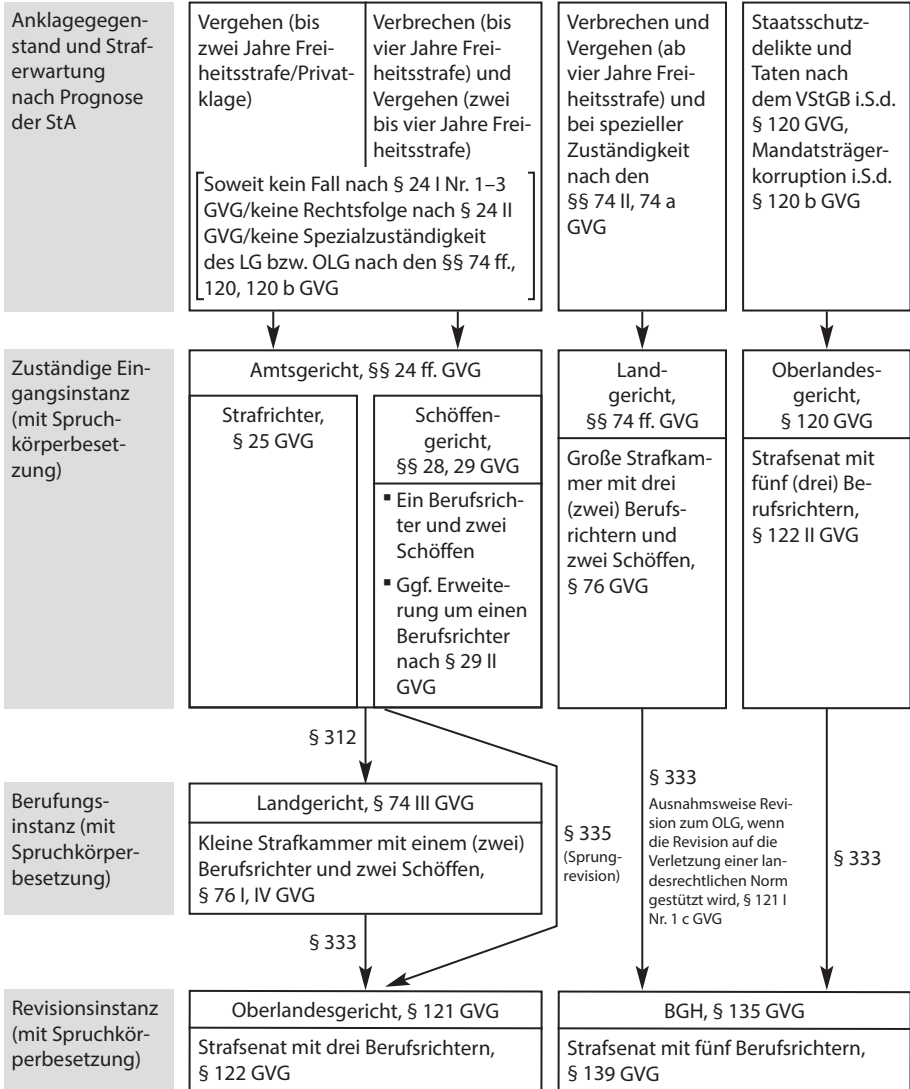 Anklagegegen-
stand und Straf-
erwartung
nach Prognose
der StA
Vergehen (bis
zwei Jahre Frei-
heitsstrafe/Privat-
klage)
Verbrechen (bis
vier Jahre Frei-
heitsstrafe) und
Vergehen (zwei
bis vier Jahre Frei-
heitsstrafe)
Soweit kein Fall nach § 24 I Nr. 1–3
GVG/keine Rechtsfolge nach § 24 II
GVG/keine Spezialzuständigkeit
des LG bzw. OLG nach den §§ 74 ff.,
120, 120 b GVG
Verbrechen und
Vergehen (ab
vier Jahre Frei-
heitsstrafe) und
bei spezieller
Zuständigkeit
nach den
§§ 74 II, 74 a
GVG
Staatsschutz-
delikte und
Taten nach
dem VStGB i.S.d.
§ 120 GVG,
Mandatsträger-
korruption i.S.d.
§ 120 b GVG
Zuständige Ein-
gangsinstanz
(mit Spruch-
körperbeset-
zung)
Amtsgericht, §§ 24 ff. GVG
Strafrichter,
§ 25 GVG
Schöffen-
gericht,
§§ 28, 29 GVG
▪ Ein Berufsrich-
ter und zwei
Schöffen
▪ Ggf. Erweite-
rung um einen
Berufsrichter
nach § 29 II
GVG
Land-
gericht,
§§ 74 ff. GVG
Große Strafkam-
mer mit drei
(zwei) Berufs-
richtern und
zwei Schöffen,
§ 76 GVG
Oberlandes-
gericht,
§ 120 GVG
Strafsenat mit
fünf (drei) Be-
rufsrichtern,
§ 122 II GVG
§ 312
Berufungs-
instanz (mit
Spruchkörper-
besetzung)
Landgericht, § 74 III GVG
Kleine Strafkammer mit einem (zwei)
Berufsrichter und zwei Schöffen,
§ 76 I, IV GVG
§ 335
(Sprung-
revision)
§ 333
Ausnahmsweise Revi-
sion zum OLG, wenn
die Revision auf die
Verletzung einer lan-
desrechtlichen Norm
gestützt wird, § 121 I
Nr. 1 c GVG
§ 333
§ 333
Revisionsinstanz
(mit Spruchkör-
perbesetzung)
Oberlandesgericht, § 121 GVG
Strafsenat mit drei Berufsrichtern,
§ 122 GVG
BGH, § 135 GVG
Strafsenat mit fünf Berufsrichtern,
§ 139 GVG